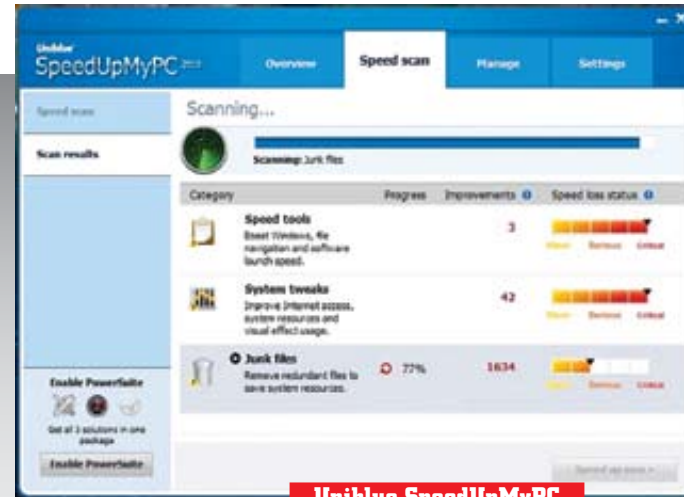 Uniblue
SpeedUpMyPC 2010
Overview
Speed scan
Manage
Settings
Speed scan
Scan results
Scanning...
Scanning: Junk files
Category
Progress
Improvements
Speed loss status
Speed tools
Boost Windows, file
navigation and software
launch speed.
3
Minor Serious Critical
System tweaks
Improve Internet access,
system resources and
visual effect usage.
42
Minor Serious Critical
Junk files
Remove redundant files to
save system resources.
77%
1634
Minor Serious Critical
Enable PowerSuite
Get all 3 solutions in one
package
Enable PowerSuite
Uniblue SpeedUpMyPC